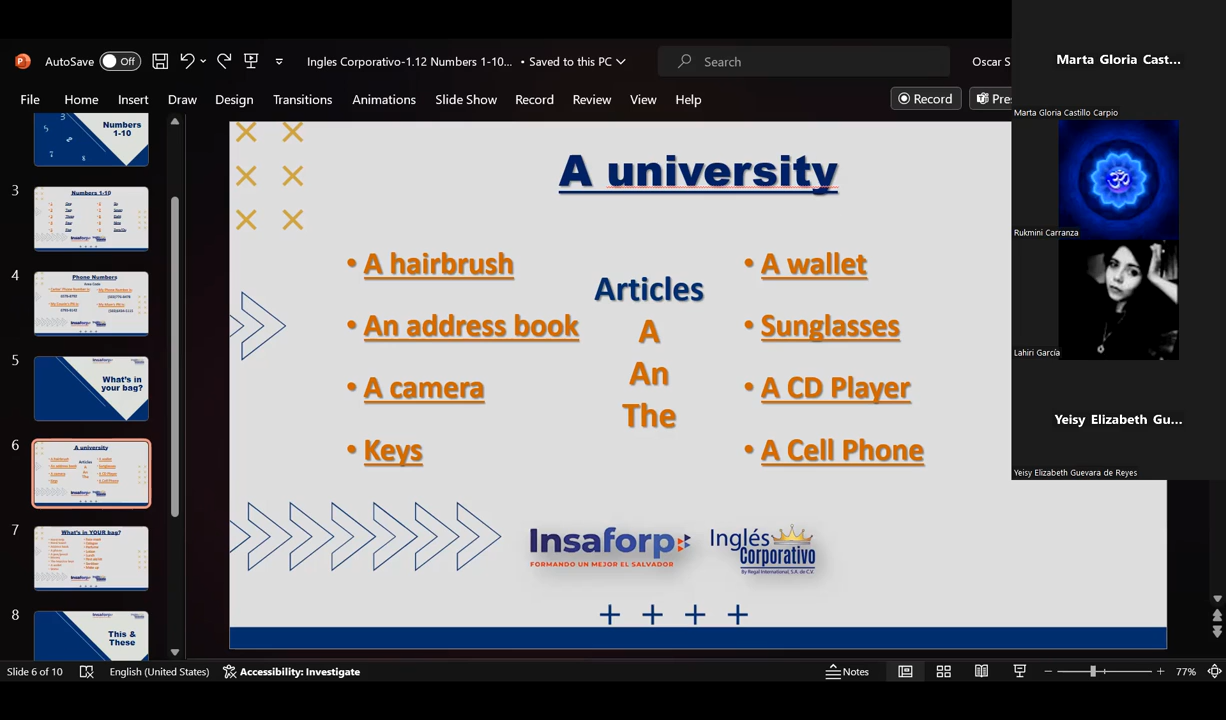 AutoSave
Off
Ingles Corporativo-1.12 Numbers 1-10... • Saved to this PC
Search
Oscar S
File
Home
Insert
Draw
Design
Transitions
Animations
Slide Show
Record
Review
View
Help
Record
Pres
Marta Gloria Cast...
Marta Gloria Castillo Carpio
Rukmini Carranza
Lahiri García
Yeisy Elizabeth Gu...
Yeisy Elizabeth Guevara de Reyes
Numbers
1-10
3
Numbers 1-10
4
Phone Numbers
5
What's in
your bag?
6
A university
7
What's in YOUR bag?
8
This &
These
A university
• A hairbrush
• An address book
• A camera
• Keys
Articles
A
An
The
• A wallet
• Sunglasses
• A CD Player
• A Cell Phone
Insaforp
FORMANDO UN MEJOR EL SALVADOR
Inglés
Corporativo
By Regal International, S.A. de C.V.
Slide 6 of 10
English (United States)
Accessibility: Investigate
Notes
77%